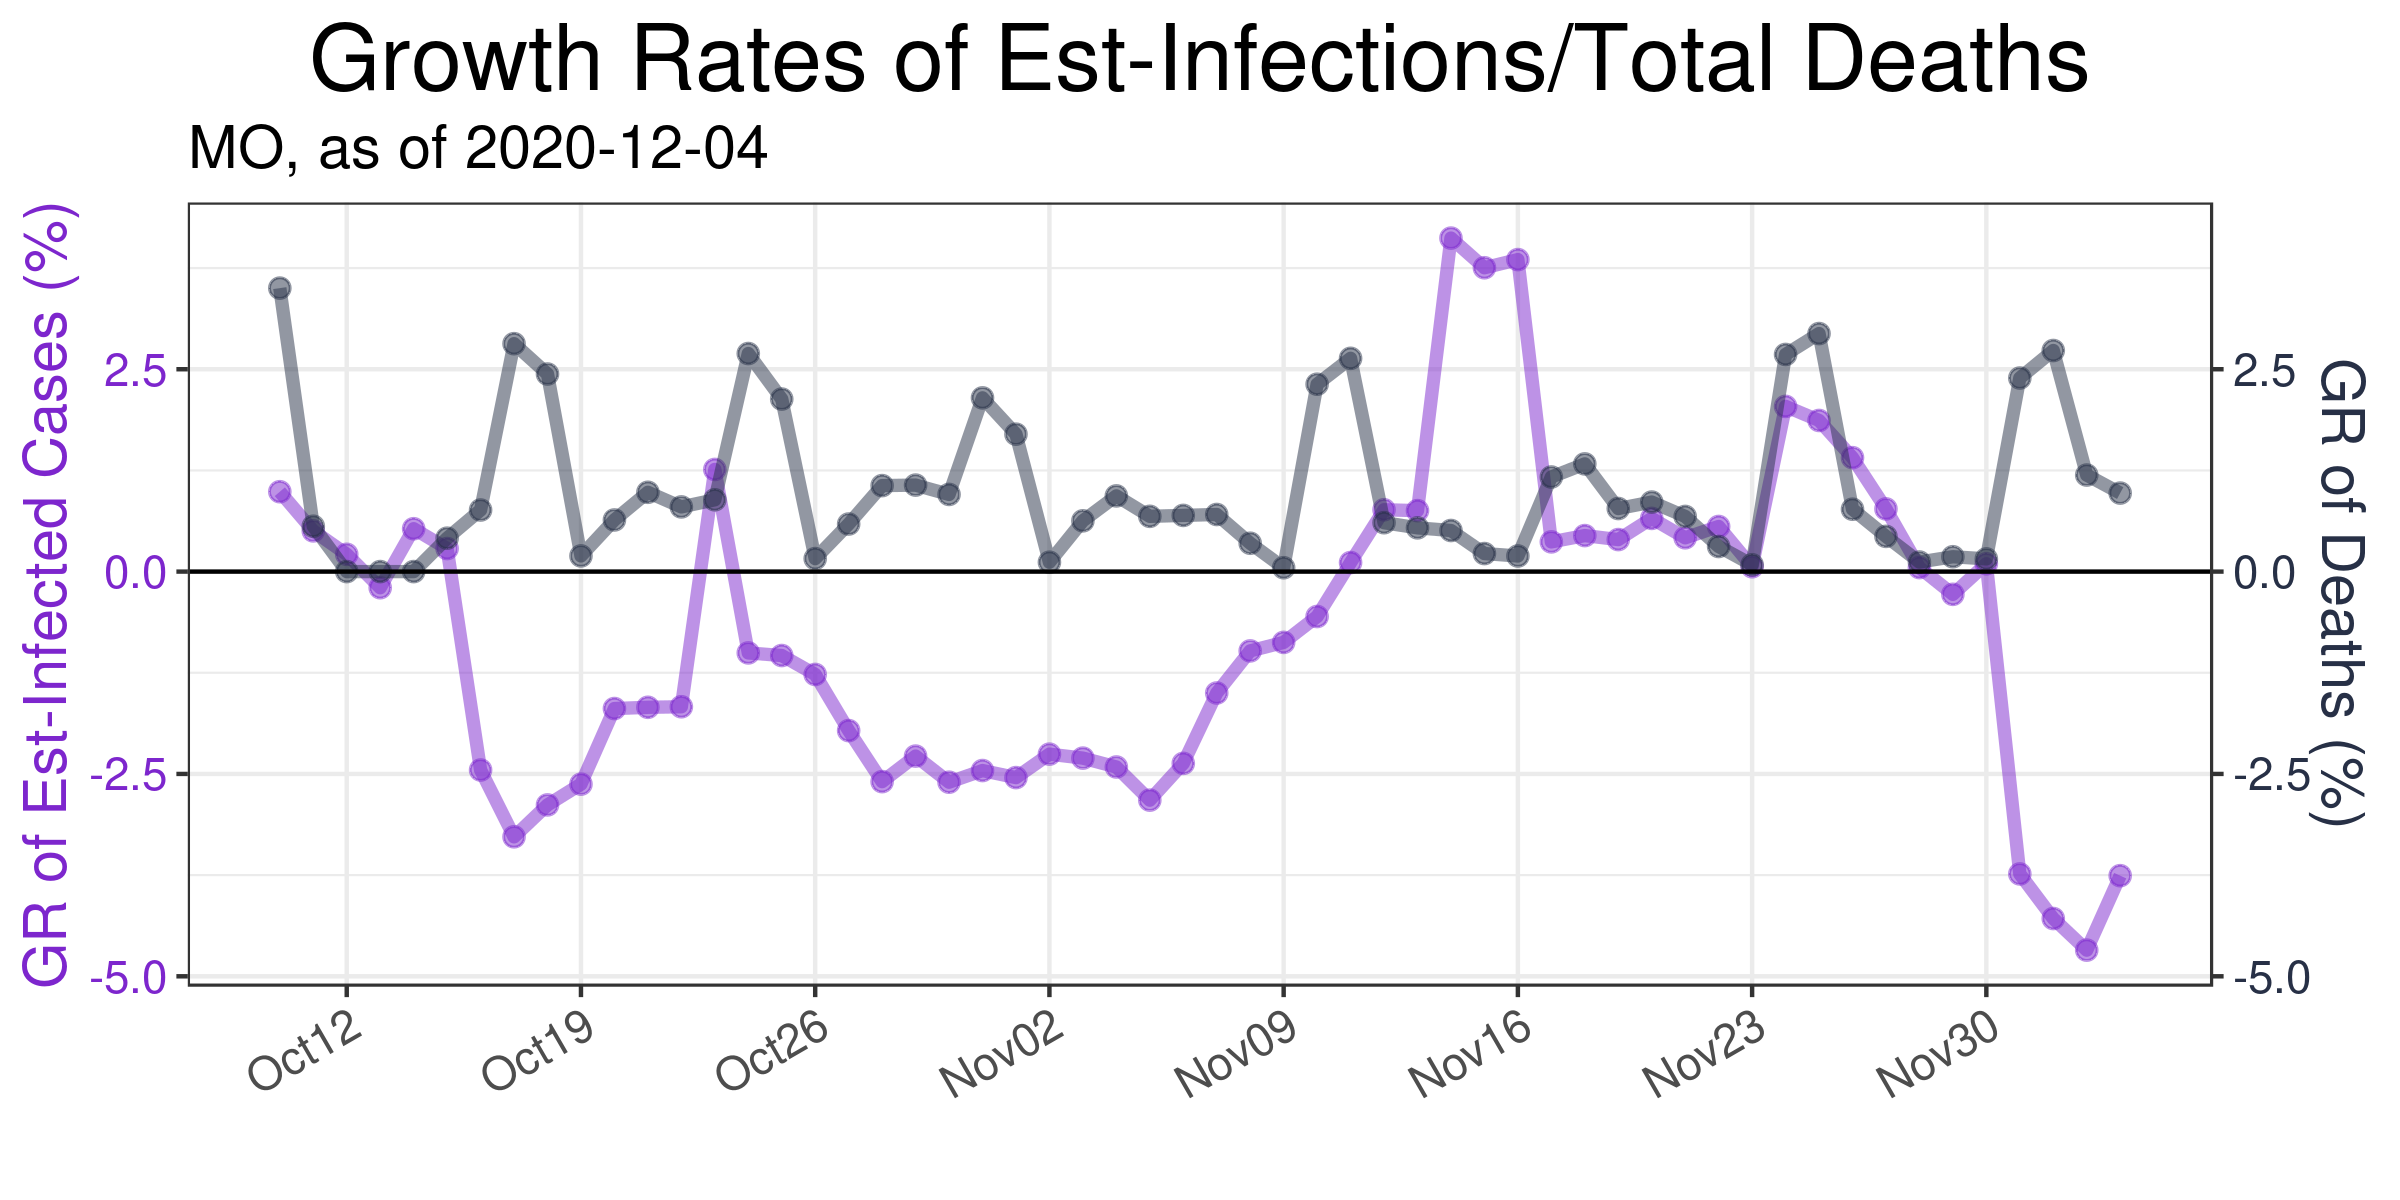 Growth Rates of Est-Infections/Total Deaths
MO, as of 2020-12-04
GR of Est-Infected Cases (%)
2.5
0.0
-2.5
-5.0
2.5
0.0
-2.5
-5.0
GR of Deaths (%)
Oct12
Oct19
Oct26
Nov02
Nov09
Nov16
Nov23
Nov30